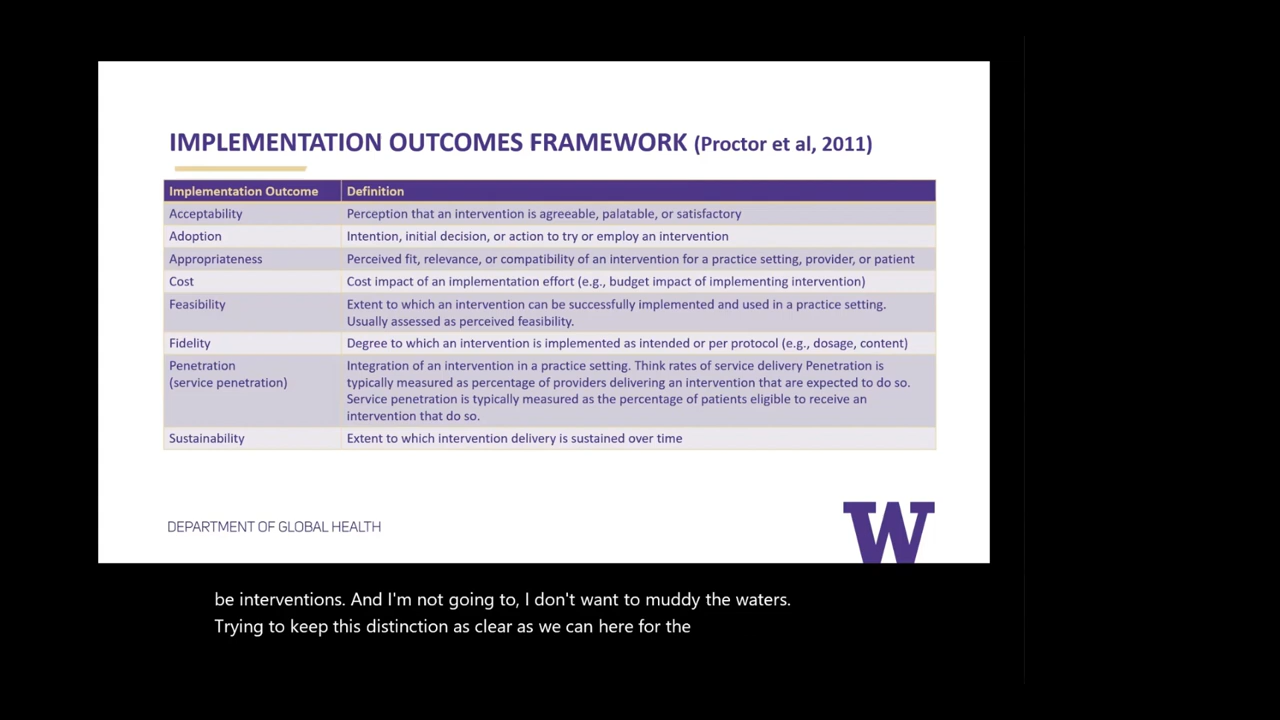 IMPLEMENTATION OUTCOMES FRAMEWORK (Proctor et al, 2011)
Implementation Outcome Definition
Acceptability Perception that an intervention is agreeable, palatable, or satisfactory
Adoption Intention, initial decision, or action to try or employ an intervention
Appropriateness Perceived fit, relevance, or compatibility of an intervention for a practice setting, provider, or patient
Cost Cost impact of an implementation effort (e.g., budget impact of implementing intervention)
Feasibility Extent to which an intervention can be successfully implemented and used in a practice setting.
Usually assessed as perceived feasibility.
Fidelity Degree to which an intervention is implemented as intended or per protocol (e.g., dosage, content)
Penetration Integration of an intervention in a practice setting. Think rates of service delivery Penetration is
(service penetration) typically measured as percentage of providers delivering an intervention that are expected to do so.
Service penetration is typically measured as the percentage of patients eligible to receive an
intervention that do so.
Sustainability Extent to which intervention delivery is sustained over time
DEPARTMENT OF GLOBAL HEALTH
W
be interventions. And I'm not going to, I don't want to muddy the waters.
Trying to keep this distinction as clear as we can here for the